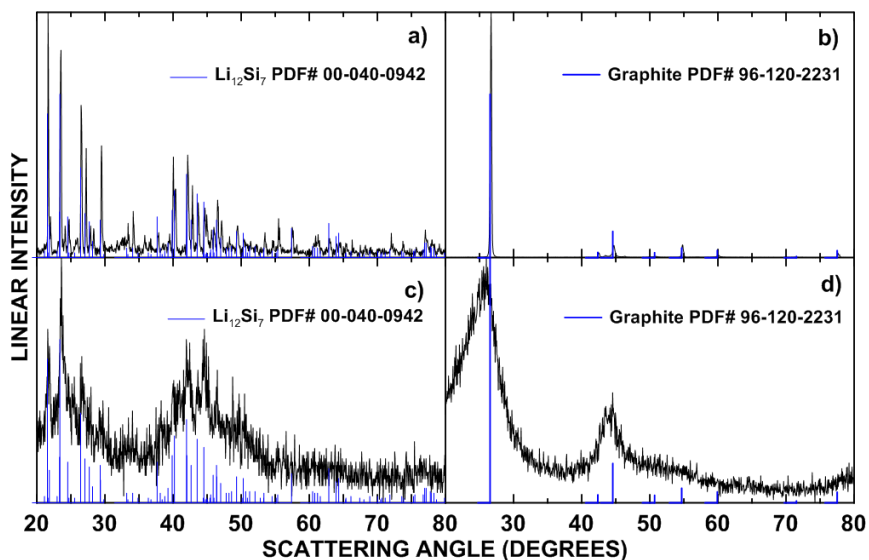 a)
Li₁₂Si₇ PDF# 00-040-0942
b)
Graphite PDF# 96-120-2231
c)
Li₁₂Si₇ PDF# 00-040-0942
d)
Graphite PDF# 96-120-2231
LINEAR INTENSITY
20 30 40 50 60 70 80 30 40 50 60 70 80
SCATTERING ANGLE (DEGREES)